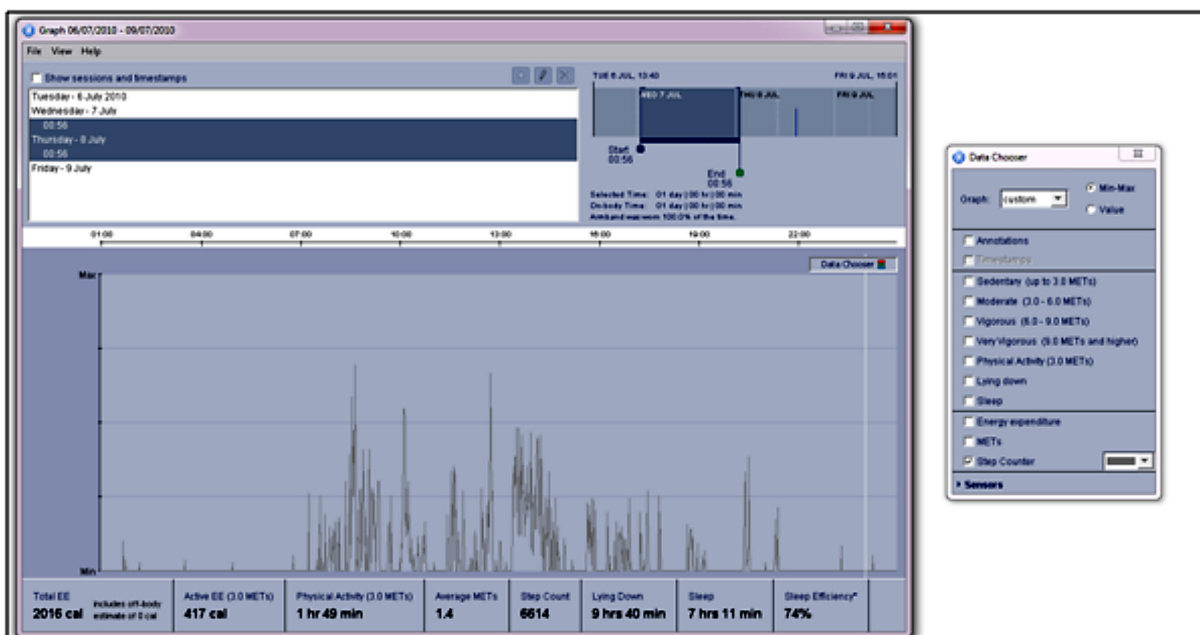 Graph 06/07/2010 - 09/07/2010
File View Help
Show sessions and timestamps
Tuesday - 6 July 2010
Wednesday - 7 July
00:56
Thursday - 8 July
00:56
Friday - 9 July
TUE 6 JUL, 13:43 FRI 9 JUL, 15:01
WED 7 JUL THU 8 JUL FRI 9 JUL
Start
00:56
End
00:56
Selected Time: 01 day | 00 hr | 00 min
On-body Time: 01 day | 00 hr | 00 min
Armband was worn 100.0% of the time.
01:00 04:00 07:00 10:00 13:00 16:00 19:00 22:00
Data Chooser
Max
Min
Total EE
2016 cal
includes off-body
estimate of 0 cal
Active EE (3.0 METs)
417 cal
Physical Activity (3.0 METs)
1 hr 49 min
Average METs
1.4
Step Count
6614
Lying Down
9 hrs 40 min
Sleep
7 hrs 11 min
Sleep Efficiency*
74%
Data Chooser
Graph: custom
Min-Max
Value
Annotations
Timestamps
Sedentary (up to 3.0 METs)
Moderate (3.0 - 6.0 METs)
Vigorous (6.0 - 9.0 METs)
Very Vigorous (9.0 METs and higher)
Physical Activity (3.0 METs)
Lying down
Sleep
Energy expenditure
METs
Step Counter
Sensors